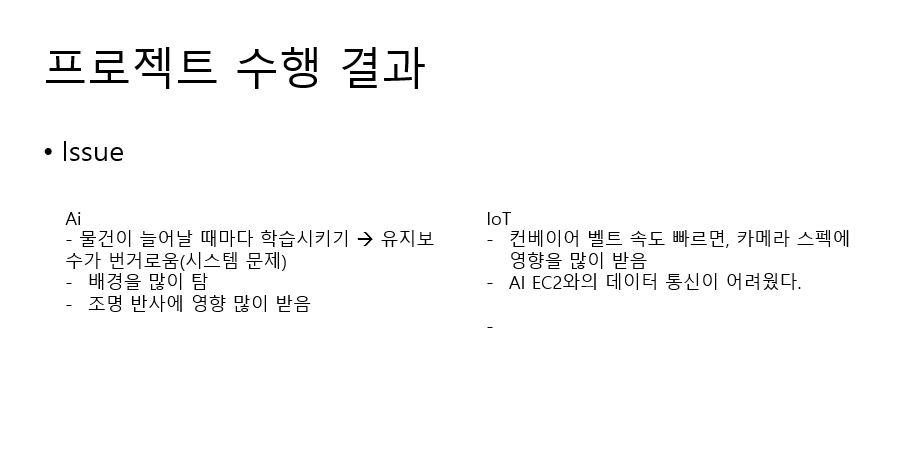 프로젝트 수행 결과
• Issue
Ai
- 물건이 늘어날 때마다 학습시키기 → 유지보
수가 번거로움(시스템 문제)
- 배경을 많이 탐
- 조명 반사에 영향 많이 받음
IoT
- 컨베이어 벨트 속도 빠르면, 카메라 스펙에
영향을 많이 받음
- AI EC2와의 데이터 통신이 어려웠다.
-